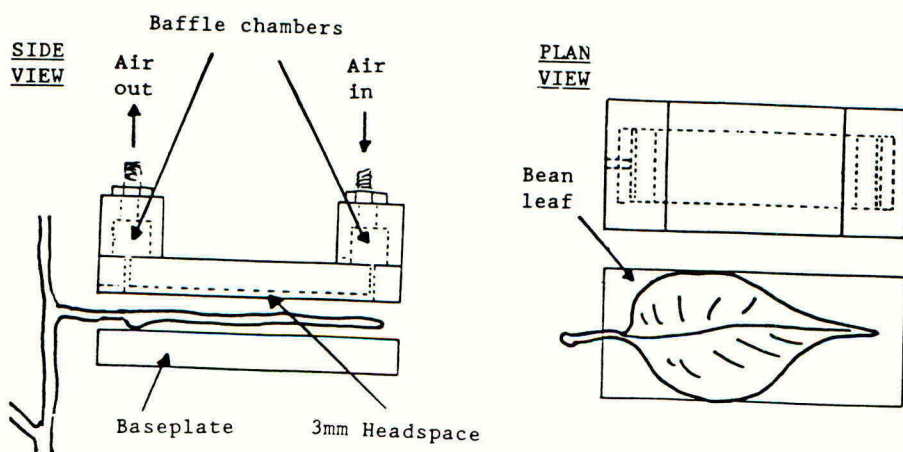 Baffle chambers
SIDE
VIEW
Air
out
Air
in
PLAN
VIEW
Bean
leaf
Baseplate
3mm Headspace